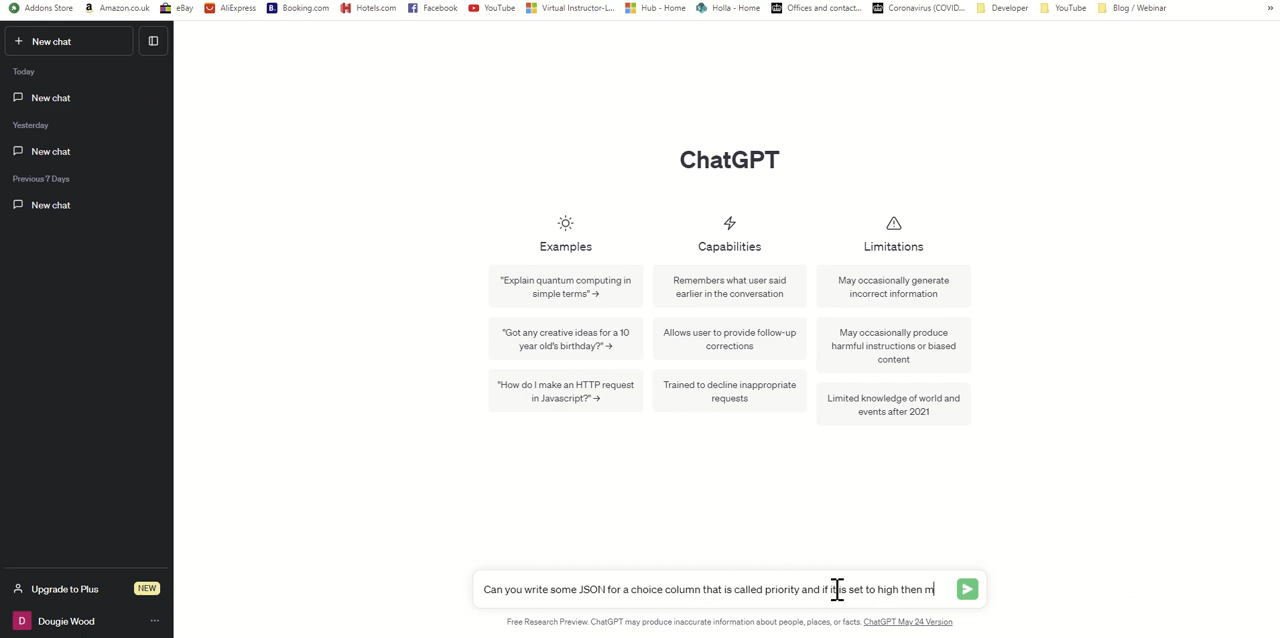 Addons Store Amazon.co.uk eBay AliExpress Booking.com Hotels.com Facebook YouTube Virtual Instructor-L... Hub - Home Holla - Home Offices and contact... Coronavirus (COVID... Developer YouTube Blog / Webinar »
+ New chat
Today
New chat
Yesterday
New chat
Previous 7 Days
New chat
ChatGPT
Examples
Capabilities
Limitations
"Explain quantum computing in
simple terms" →
Remembers what user said
earlier in the conversation
May occasionally generate
incorrect information
"Got any creative ideas for a 10
year old's birthday?" →
Allows user to provide follow-up
corrections
May occasionally produce
harmful instructions or biased
content
"How do I make an HTTP request
in Javascript?" →
Trained to decline inappropriate
requests
Limited knowledge of world and
events after 2021
Can you write some JSON for a choice column that is called priority and if it is set to high then m
Free Research Preview. ChatGPT may produce inaccurate information about people, places, or facts. ChatGPT May 24 Version
Upgrade to Plus NEW
D Dougie Wood ...